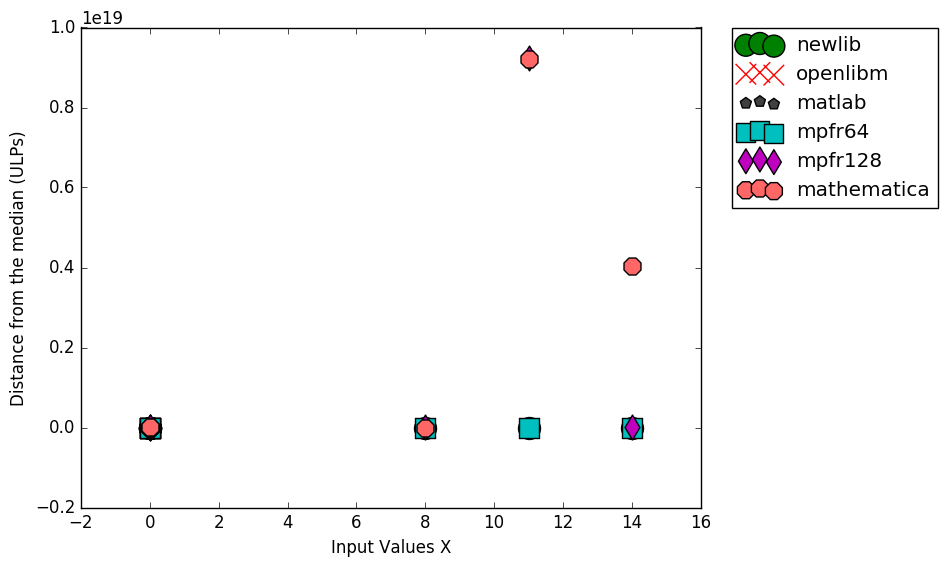 1e19
1.0
0.8
0.6
0.4
0.2
0.0
−0.2
−2 0 2 4 6 8 10 12 14 16
Input Values X
Distance from the median (ULPs)
newlib
openlibm
matlab
mpfr64
mpfr128
mathematica